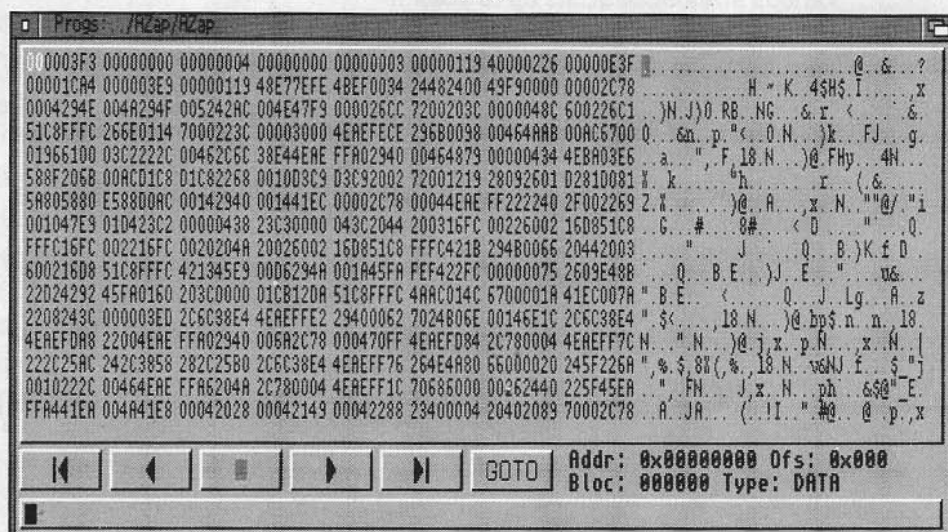 Progs:../AZap/AZap
000003F3 00000000 00000004 00000000 00000003 00000119 40000226 00000E3F ......................@..&...?
00001CA4 000003E9 00000119 48E77EFE 4BEF0034 24482400 49F90000 00002C78
0004294E 004A294F 005242AC 004E47F9 000026CC 7200203C 0000048C 600226C1
51C8FFFC 266E0114 7000223C 00003000 4EAEFECE 296B0098 00464AAB 00AC6700
01966100 03C2222C 00462C6C 38E44EAE FFA02940 00464879 00000434 4EBA03E6
588F206B 00ACD1C8 D1C82268 0010D3C9 D3C92002 72001219 28092601 D2810081
5A805880 E588D0AC 00142940 001441EC 00002C78 00044EAE FF222240 2F002269
001047E9 01D423C2 00000438 23C30000 043C2044 200316FC 00226002 16D851C8
FFFC16FC 002216FC 0020204A 20026002 16D851C8 FFFC421B 294B0066 20442003
600216D8 51C8FFFC 421345E9 00D6294A 001A45FA FEF422FC 00000075 2609E48B
22D24292 45FA0160 203C0000 01CB12DA 51C8FFFC 4AAC014C 6700001A 41EC007A
2208243C 000003ED 2C6C38E4 4EAEFFE2 29400062 7024B06E 00146E1C 2C6C38E4
4EAEFDA8 22004EAE FFA02940 006A2C78 000470FF 4EAEFD84 2C780004 4EAEFF7C
222C25AC 242C3858 282C25B0 2C6C38E4 4EAEFF76 264E4A80 66000020 245F226A
0010222C 00464EAE FFA6204A 2C780004 4EAEFF1C 70686000 00262440 225F45EA
FFA441EA 004A41E8 00042028 00042149 00042288 23400004 20402089 70002C78
GOTO
Addr: 0x00000000 Ofs: 0x000
Bloc: 000000 Type: DATA